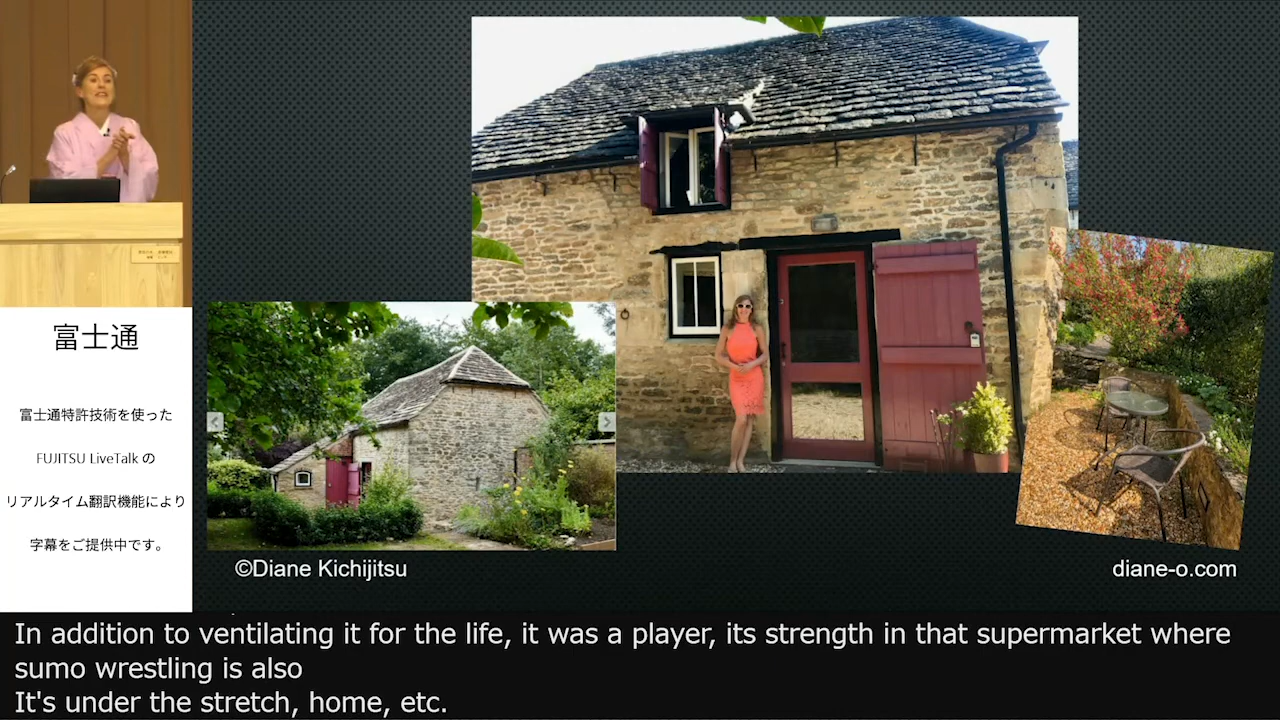 富士通
富士通特許技術を使った
FUJITSU LiveTalk の
リアルタイム翻訳機能により
字幕をご提供中です。
©Diane Kichijitsu
diane-o.com
In addition to ventilating it for the life, it was a player, its strength in that supermarket where
sumo wrestling is also
It's under the stretch, home, etc.